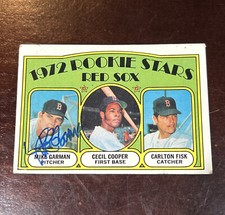 1972 ROOKIE STARS
RED SOX
MIKE GARMAN
PITCHER
CECIL COOPER
FIRST BASE
CARLTON FISK
CATCHER